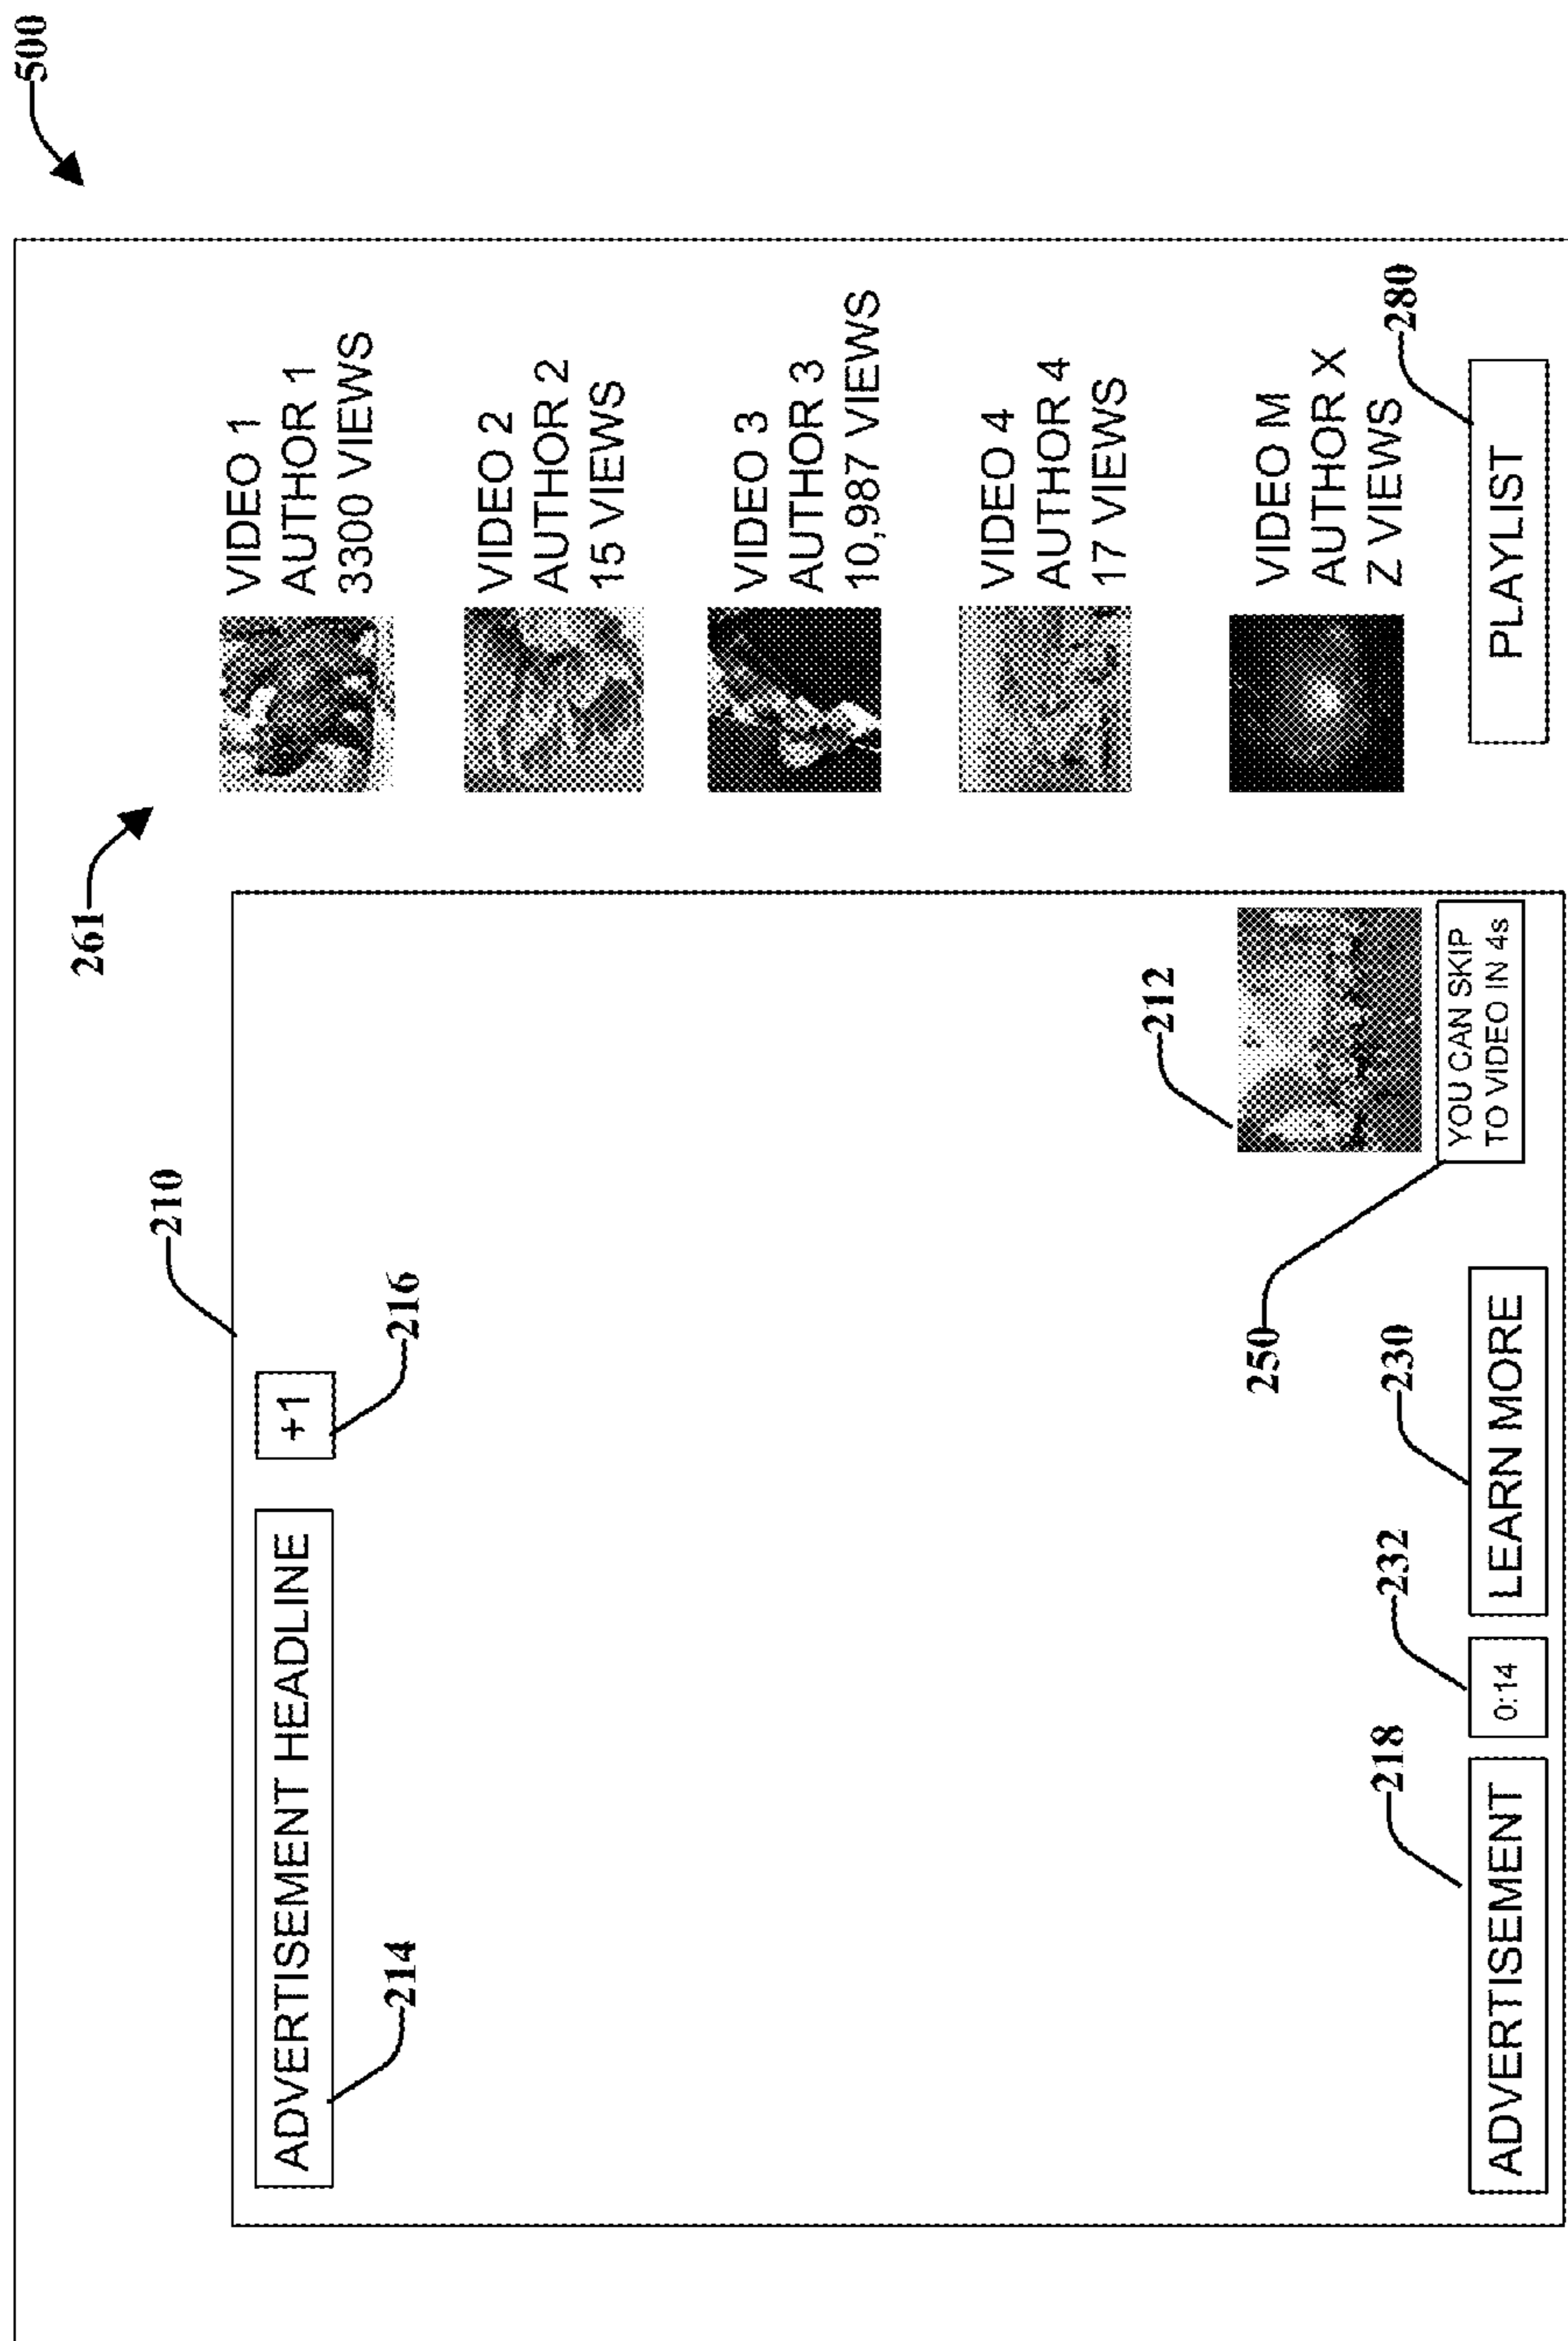 500
261
210
ADVERTISEMENT HEADLINE
+1
214
216
VIDEO 1
AUTHOR 1
3300 VIEWS
VIDEO 2
AUTHOR 2
15 VIEWS
VIDEO 3
AUTHOR 3
10,987 VIEWS
VIDEO 4
AUTHOR 4
17 VIEWS
VIDEO M
AUTHOR X
Z VIEWS
280
PLAYLIST
212
250
YOU CAN SKIP
TO VIDEO IN 4s
218
232
230
ADVERTISEMENT
0:14
LEARN MORE